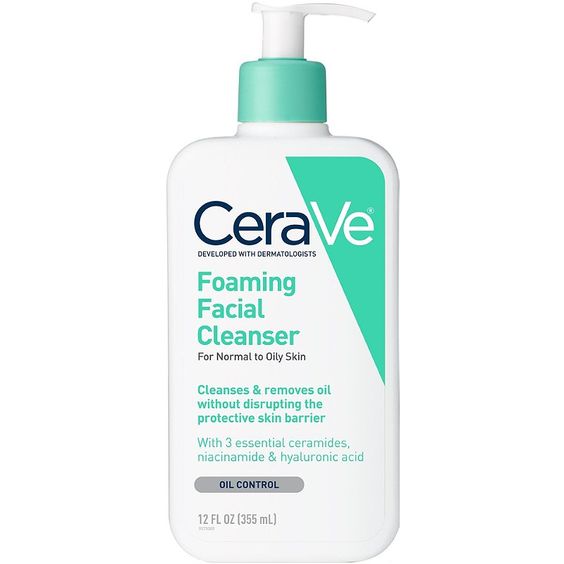 CeraVe®
DEVELOPED WITH DERMATOLOGISTS
Foaming
Facial
Cleanser
For Normal to Oily Skin
Cleanses & removes oil
without disrupting the
protective skin barrier
With 3 essential ceramides,
niacinamide & hyaluronic acid
OIL CONTROL
12 FL OZ (355 mL)